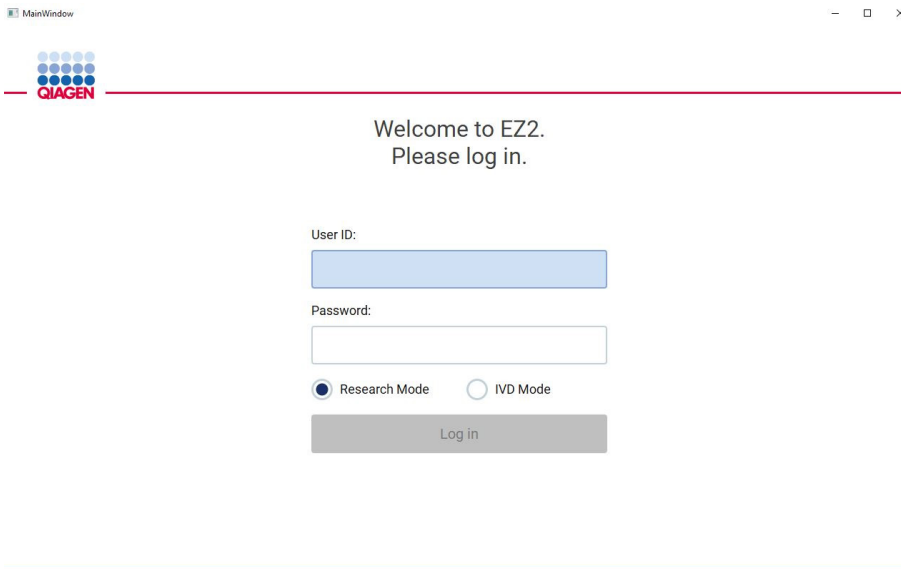 MainWindow
QIAGEN
Welcome to EZ2.
Please log in.
User ID:
Password:
Research Mode
IVD Mode
Log in